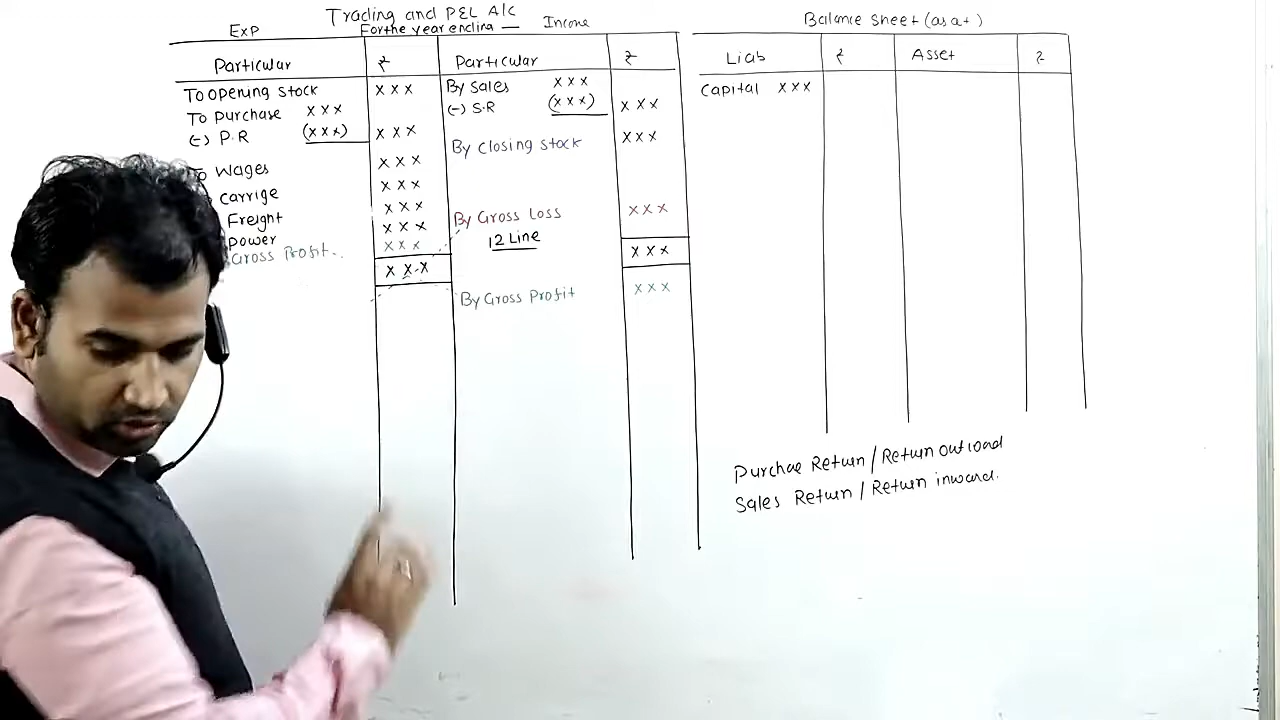 Trading and P&L A/c
Exp For the year ending — Income
Particular ₹ Particular ₹
To opening stock x x x By Sales x x x
To Purchase x x x (-) S.R (x x x) x x x
(-) P.R (x x x) x x x By closing stock x x x
To Wages x x x
Carrige x x x
Freight x x x By Gross Loss x x x
power x x x 12 Line
Gross Profit x x x x x x
x x x
By Gross Profit x x x
Balance Sheet (as at)
Liab ₹ Asset ₹
Capital x x x
Purchae Return / Return outload
Sales Return / Return inward.